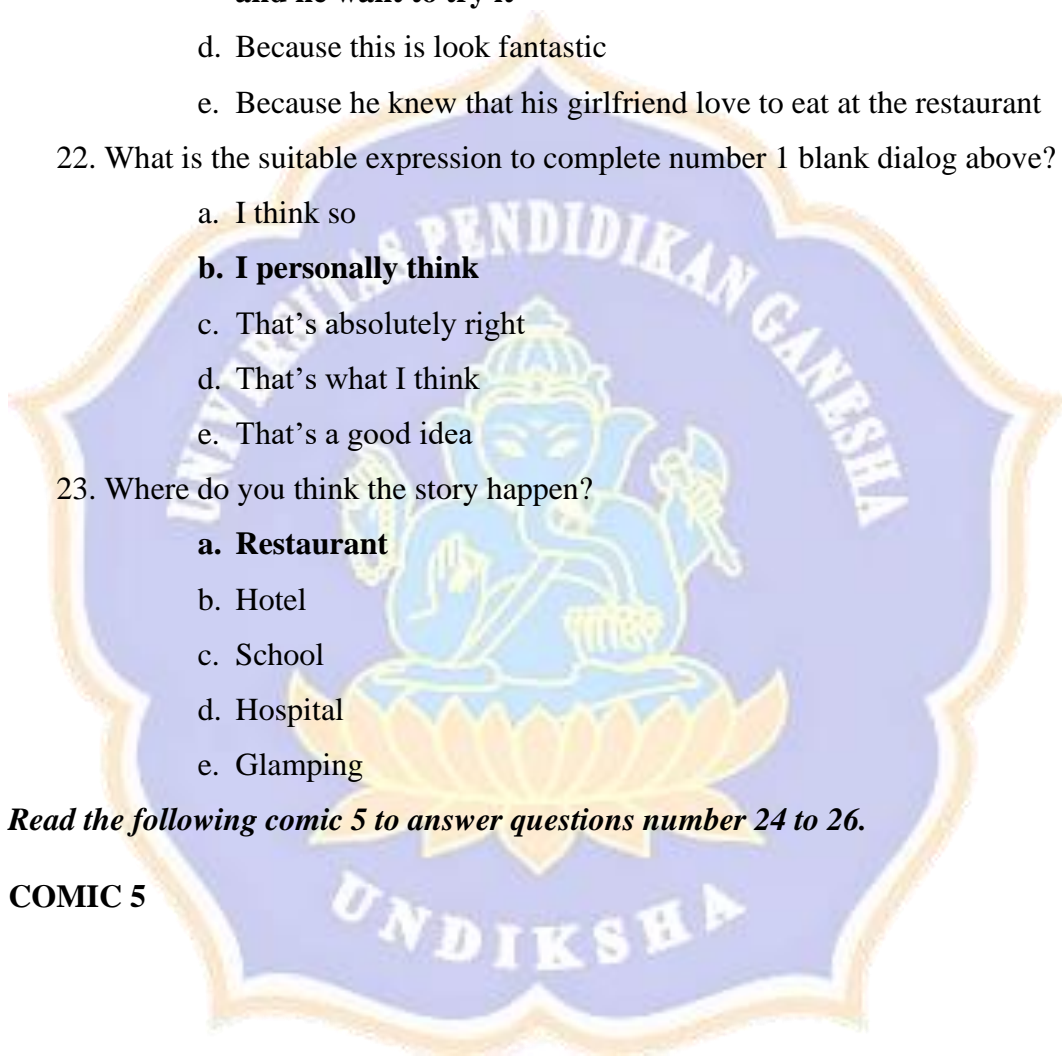 and he want to try it
d. Because this is look fantastic
e. Because he knew that his girlfriend love to eat at the restaurant
22. What is the suitable expression to complete number 1 blank dialog above?
a. I think so
b. I personally think
c. That’s absolutely right
d. That’s what I think
e. That’s a good idea
23. Where do you think the story happen?
a. Restaurant
b. Hotel
c. School
d. Hospital
e. Glamping
Read the following comic 5 to answer questions number 24 to 26.
COMIC 5
UNIVERSITAS PENDIDIKAN GANESHA
UNDIKSHA